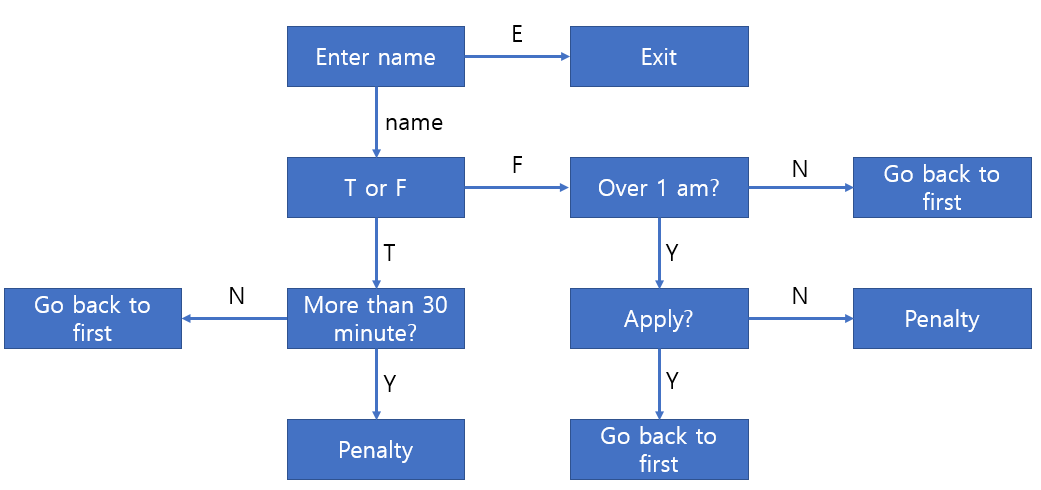 E
Enter name
Exit
name
F
N
T or F
Over 1 am?
Go back to
first
T
Y
N
N
Go back to
first
More than 30
minute?
Apply?
Penalty
Y
Y
Penalty
Go back to
first